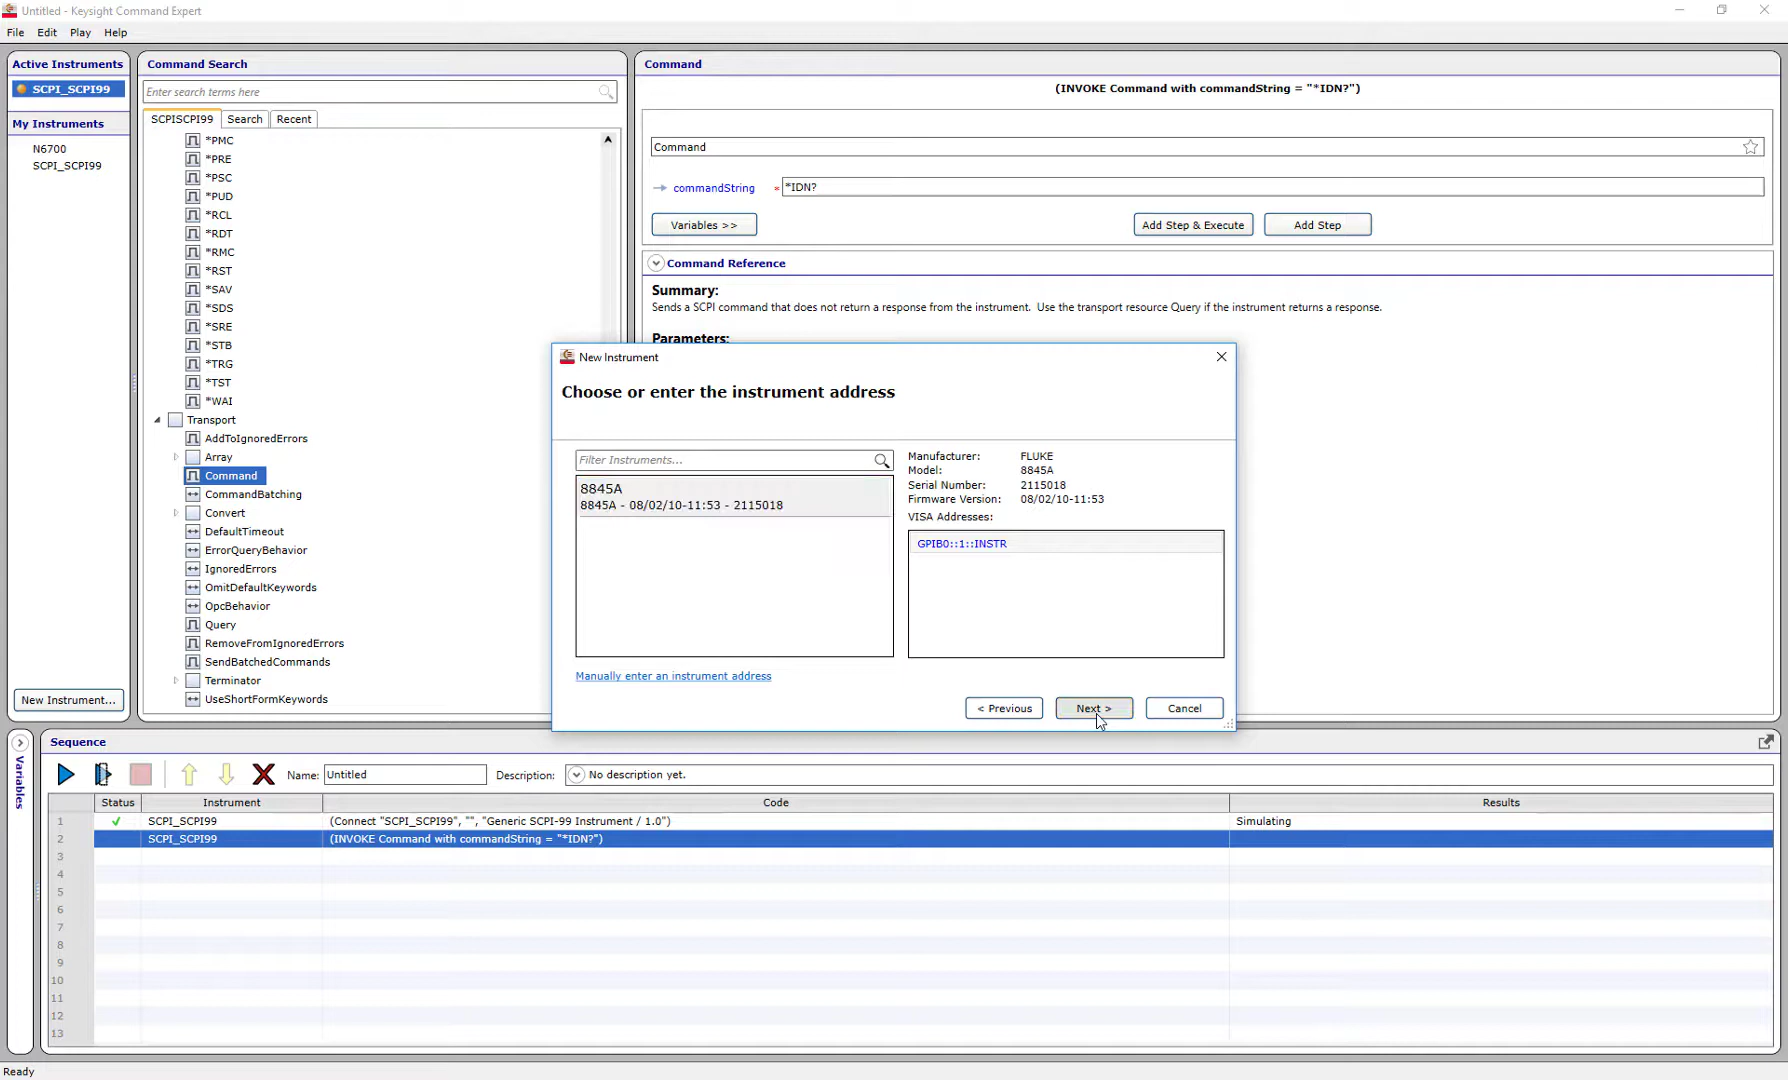 Untitled - Keysight Command Expert
File Edit Play Help
Active Instruments
SCPI_SCPI99
My Instruments
N6700
SCPI_SCPI99
New Instrument...
Command Search
Enter search terms here
SCPISCPI99 Search Recent
*PMC
*PRE
*PSC
*PUD
*RCL
*RDT
*RMC
*RST
*SAV
*SDS
*SRE
*STB
*TRG
*TST
*WAI
Transport
AddToIgnoredErrors
Array
Command
CommandBatching
Convert
DefaultTimeout
ErrorQueryBehavior
IgnoredErrors
OmitDefaultKeywords
OpcBehavior
Query
RemoveFromIgnoredErrors
SendBatchedCommands
Terminator
UseShortFormKeywords
Command
(INVOKE Command with commandString = "*IDN?")
Command
commandString * *IDN?
Variables >> Add Step & Execute Add Step
Command Reference
Summary:
Sends a SCPI command that does not return a response from the instrument. Use the transport resource Query if the instrument returns a response.
Parameters:
New Instrument
Choose or enter the instrument address
Filter Instruments...
8845A
8845A - 08/02/10-11:53 - 2115018
Manufacturer: FLUKE
Model: 8845A
Serial Number: 2115018
Firmware Version: 08/02/10-11:53
VISA Addresses:
GPIB0::1::INSTR
Manually enter an instrument address
< Previous Next > Cancel
Variables
Sequence
Name: Untitled Description: No description yet.
Status Instrument Code Results
1 SCPI_SCPI99 (Connect "SCPI_SCPI99", "", "Generic SCPI-99 Instrument / 1.0") Simulating
2 SCPI_SCPI99 (INVOKE Command with commandString = "*IDN?")
3
4
5
6
7
8
9
10
11
12
13
Ready